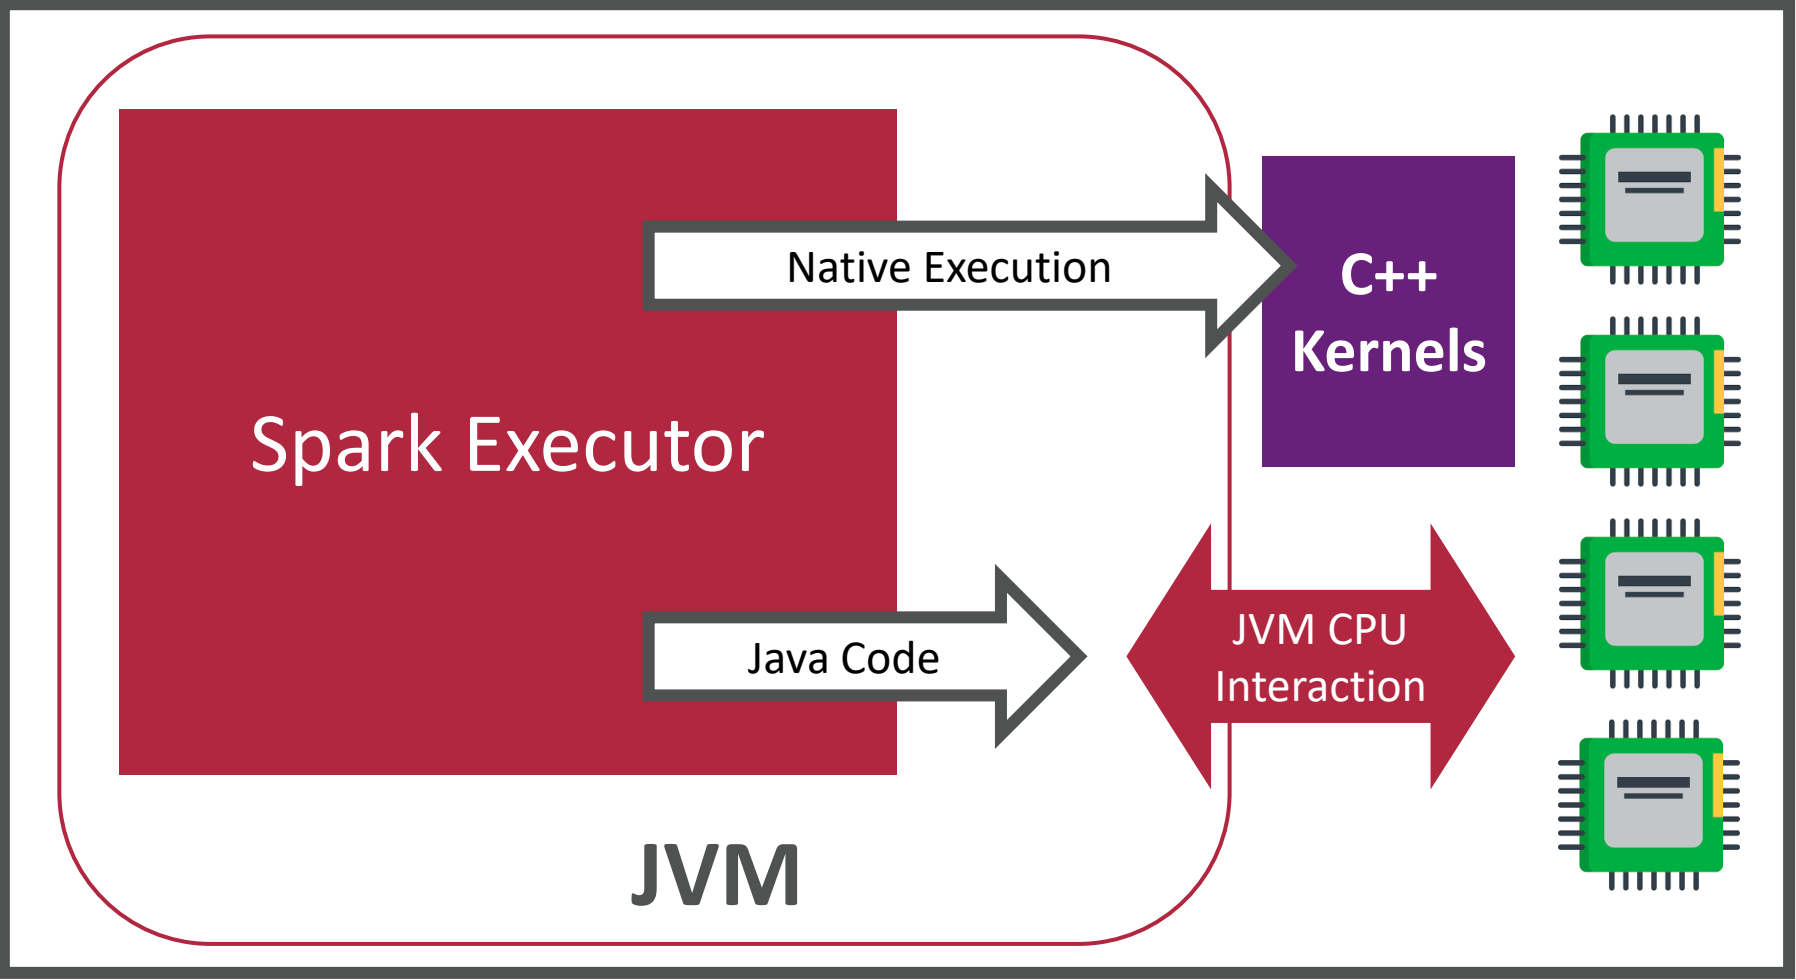 Native Execution
C++
Kernels
Spark Executor
Java Code
JVM CPU
Interaction
JVM